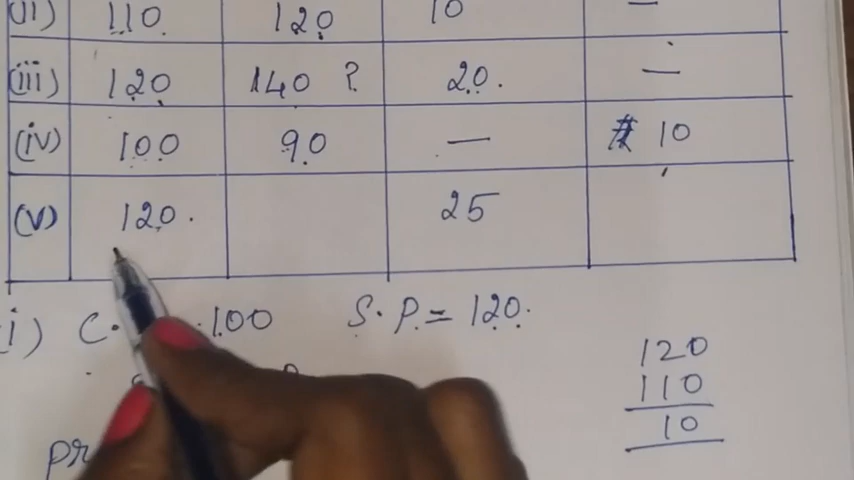 (ii) 110 120 10 —
(iii) 120 140 ? 20. —
(iv) 100 90 — 10
(v) 120. 25
i) C. 100 S.P. = 120.
120
110
10
pr